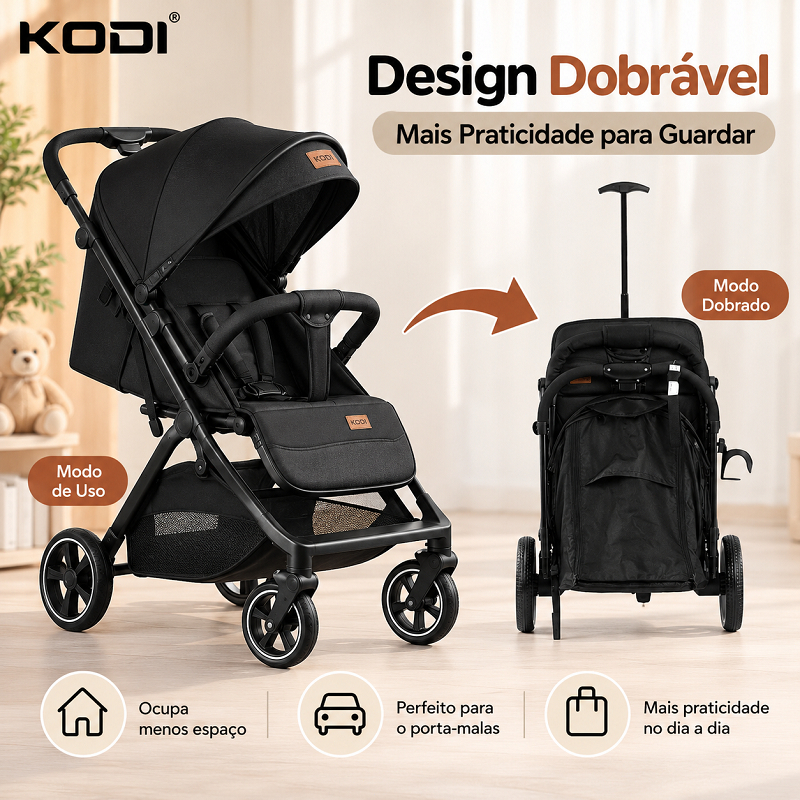 KODI®
Design Dobrável
Mais Praticidade para Guardar
KODI
Modo
Dobrado
KODI
Modo
de Uso
Ocupa
menos espaço
Perfeito para
o porta-malas
Mais praticidade
no dia a dia